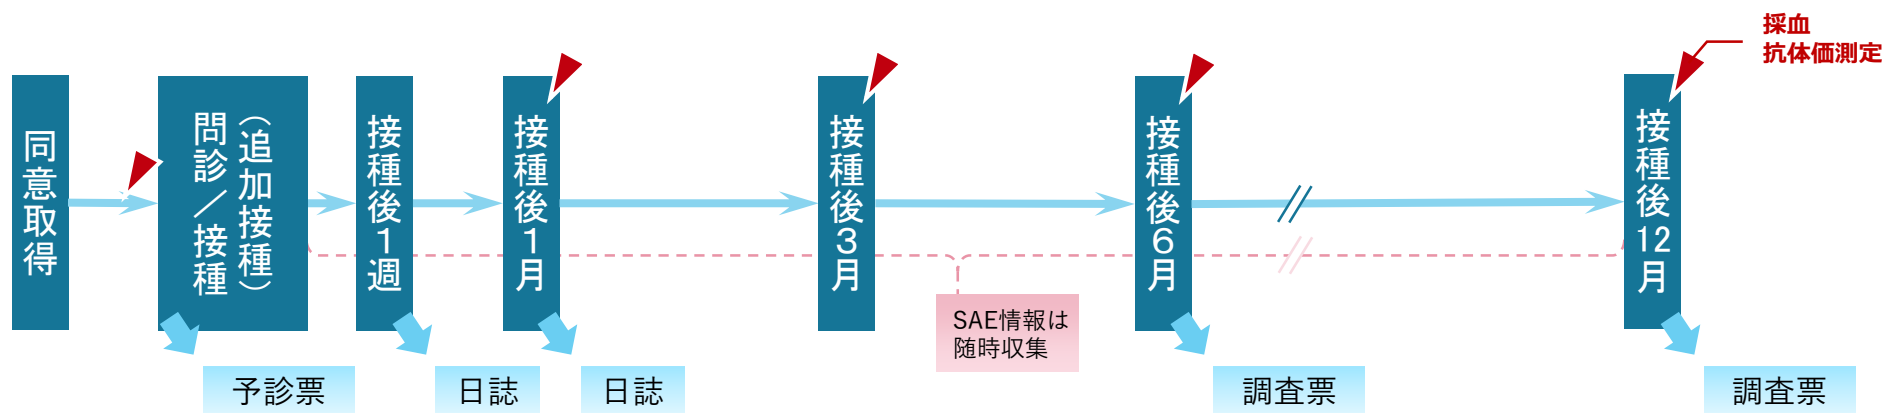 採血
抗体価測定
同意取得
（追加接種）
問診／接種
接種後１週
接種後１月
接種後３月
接種後６月
接種後12月
SAE情報は
随時収集
予診票
日誌
日誌
調査票
調査票